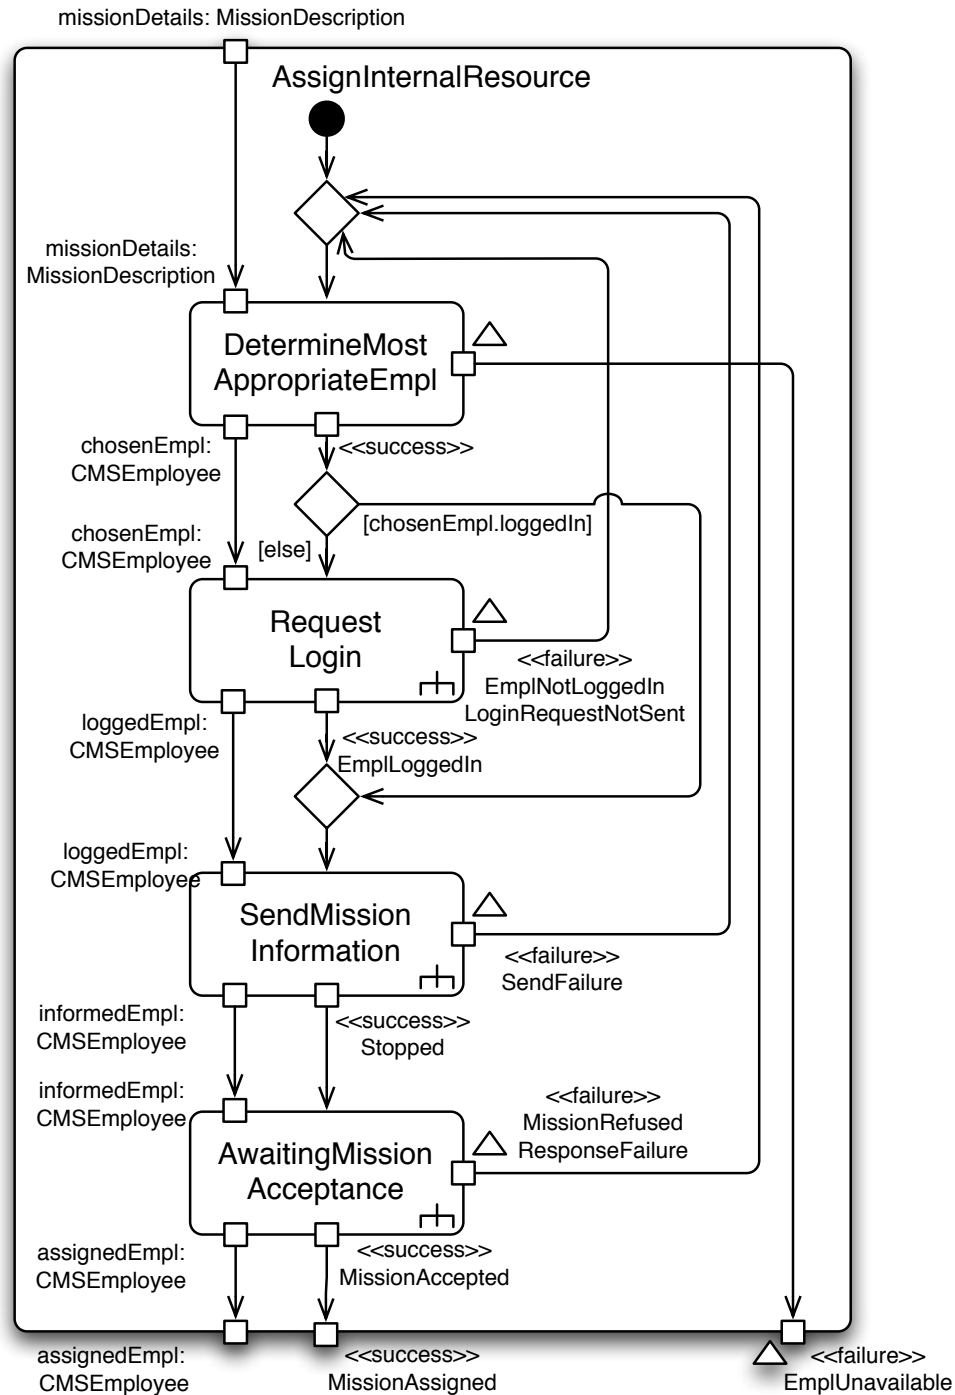 missionDetails: MissionDescription
AssignInternalResource
missionDetails:
MissionDescription
DetermineMost
AppropriateEmpl
chosenEmpl:
CMSEmployee
<<success>>
chosenEmpl:
CMSEmployee
[else]
[chosenEmpl.loggedIn]
Request
Login
<<failure>>
EmplNotLoggedIn
LoginRequestNotSent
loggedEmpl:
CMSEmployee
<<success>>
EmplLoggedIn
loggedEmpl:
CMSEmployee
SendMission
Information
<<failure>>
SendFailure
informedEmpl:
CMSEmployee
<<success>>
Stopped
informedEmpl:
CMSEmployee
<<failure>>
MissionRefused
ResponseFailure
AwaitingMission
Acceptance
assignedEmpl:
CMSEmployee
<<success>>
MissionAccepted
assignedEmpl:
CMSEmployee
<<success>>
MissionAssigned
<<failure>>
EmplUnavailable